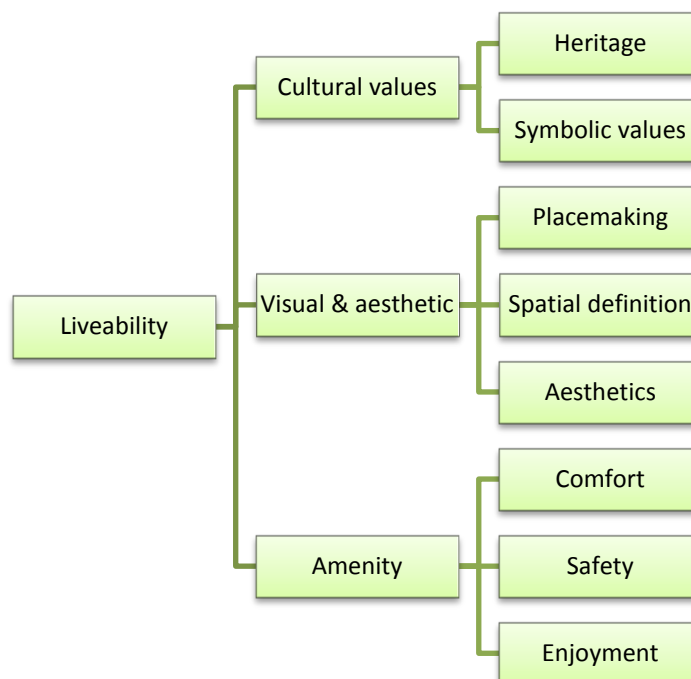 Liveability
Cultural values
Heritage
Symbolic values
Visual & aesthetic
Placemaking
Spatial definition
Aesthetics
Amenity
Comfort
Safety
Enjoyment